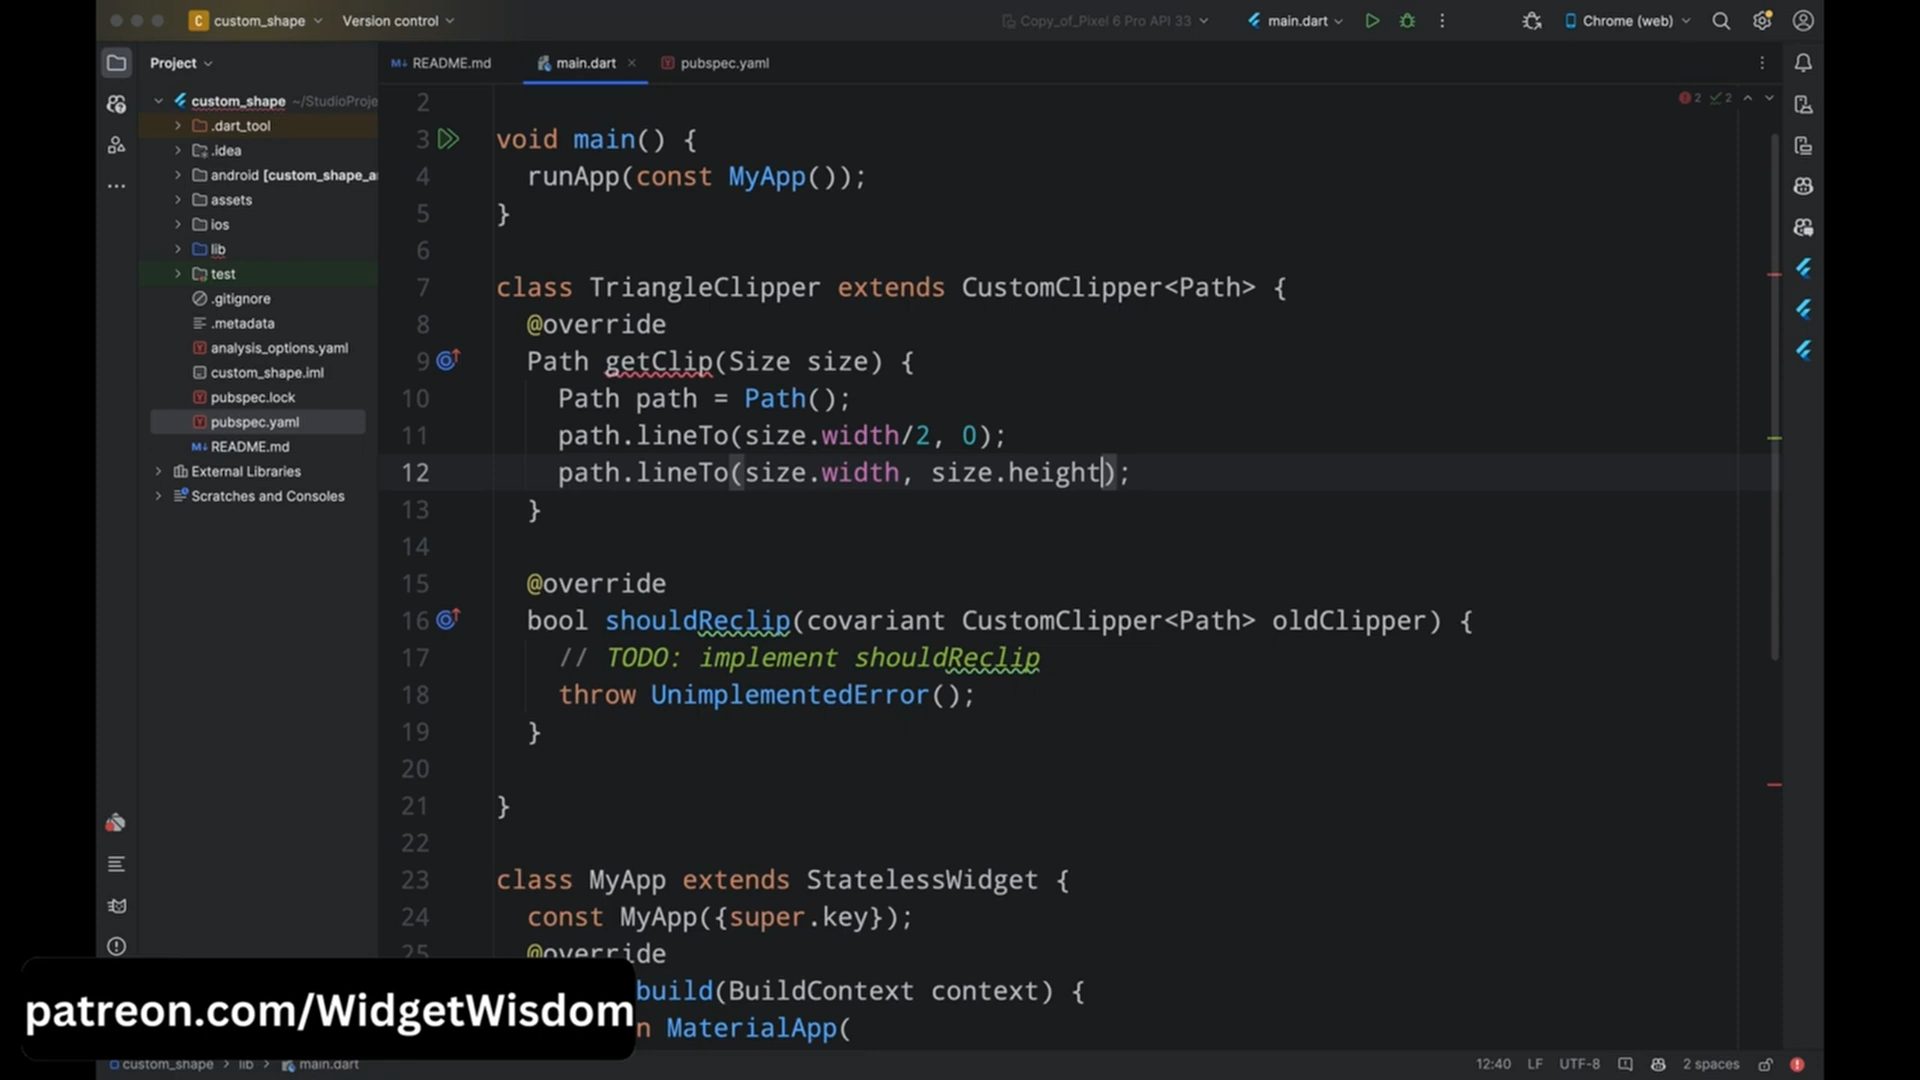 custom_shape
Version control
Copy_of_Pixel 6 Pro API 33
main.dart
Chrome (web)
Project
README.md
main.dart
pubspec.yaml
custom_shape ~/StudioProje
.dart_tool
.idea
android [custom_shape_a
assets
ios
lib
test
.gitignore
.metadata
analysis_options.yaml
custom_shape.iml
pubspec.lock
pubspec.yaml
README.md
External Libraries
Scratches and Consoles
2 2
2
3 void main() {
4 runApp(const MyApp());
5 }
6
7 class TriangleClipper extends CustomClipper<Path> {
8 @override
9 Path getClip(Size size) {
10 Path path = Path();
11 path.lineTo(size.width/2, 0);
12 path.lineTo(size.width, size.height);
13 }
14
15 @override
16 bool shouldReclip(covariant CustomClipper<Path> oldClipper) {
17 // TODO: implement shouldReclip
18 throw UnimplementedError();
19 }
20
21 }
22
23 class MyApp extends StatelessWidget {
24 const MyApp({super.key});
25 @override
build(BuildContext context) {
n MaterialApp(
patreon.com/WidgetWisdom
custom_shape > lib > main.dart
12:40 LF UTF-8 2 spaces